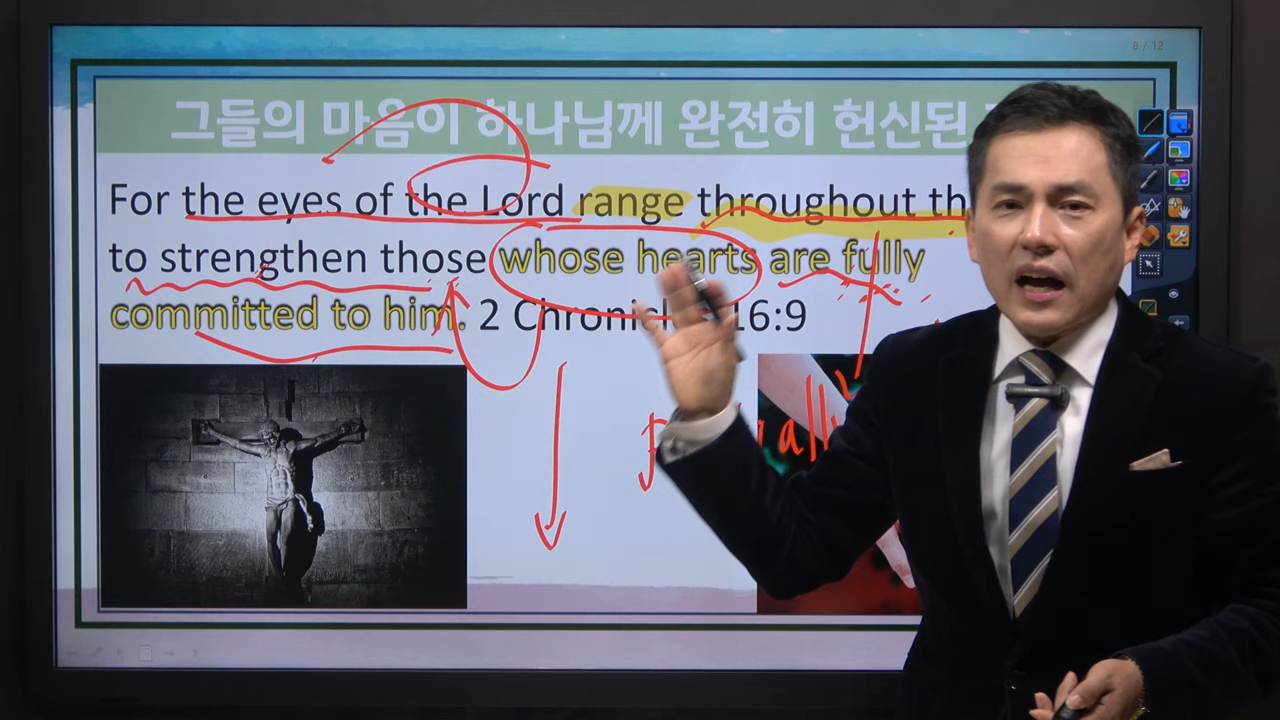 8 / 12
그들의 마음이 하나님께 완전히 헌신된
For the eyes of the Lord range throughout th
to strengthen those whose hearts are fully
committed to him. 2 Chronicles 16:9